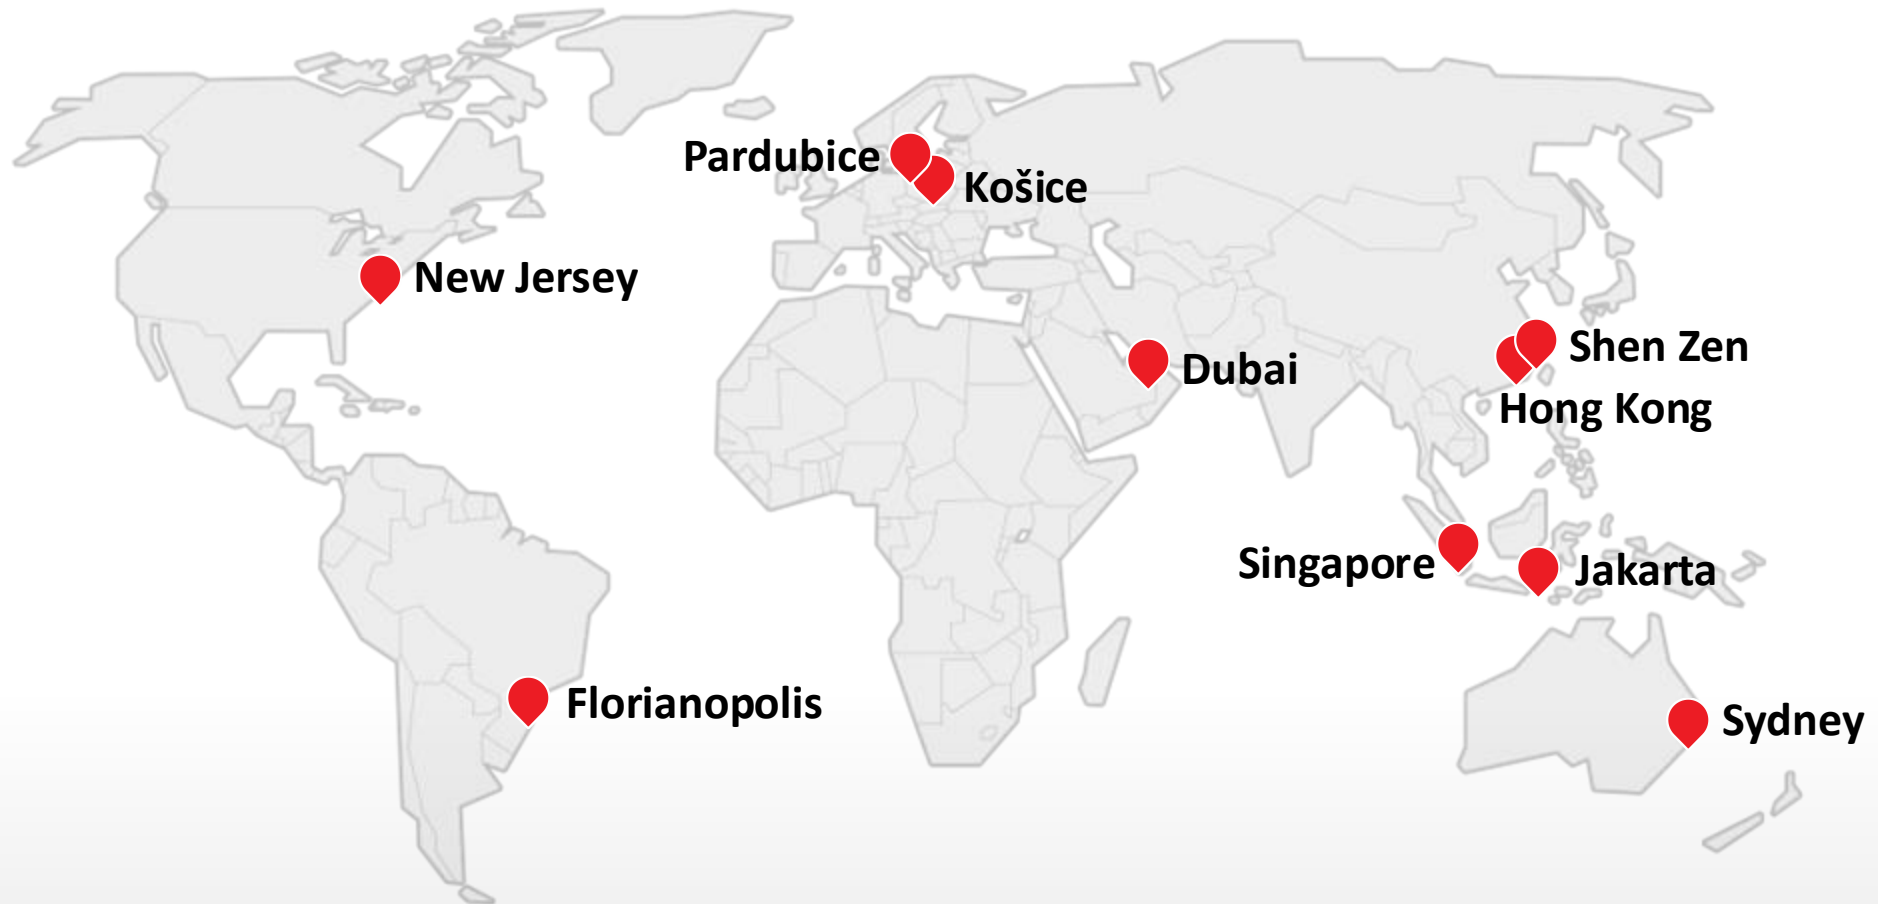 Pardubice
Košice
New Jersey
Shen Zen
Dubai
Hong Kong
Singapore
Jakarta
Florianopolis
Sydney